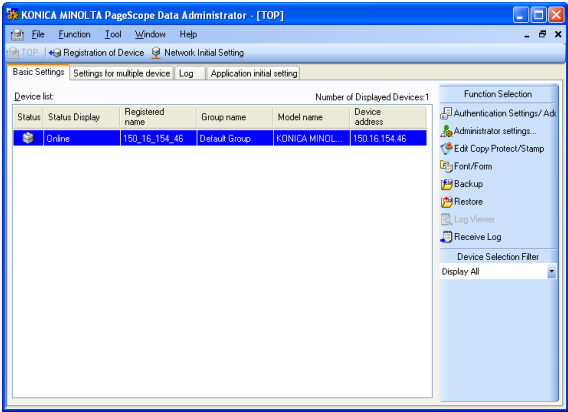 KONICA MINOLTA PageScope Data Administrator - [TOP]
File Function Tool Window Help
TOP Registration of Device Network Initial Setting
Basic Settings Settings for multiple device Log Application initial setting
Device list: Number of Displayed Devices:1
Status Status Display Registered name Group name Model name Device address
Online 150_16_154_46 Default Group KONICA MINOL... 150.16.154.46
Function Selection
Authentication Settings/Ad
Administrator settings...
Edit Copy Protect/Stamp
Font/Form
Backup
Restore
Log Viewer
Receive Log
Device Selection Filter
Display All